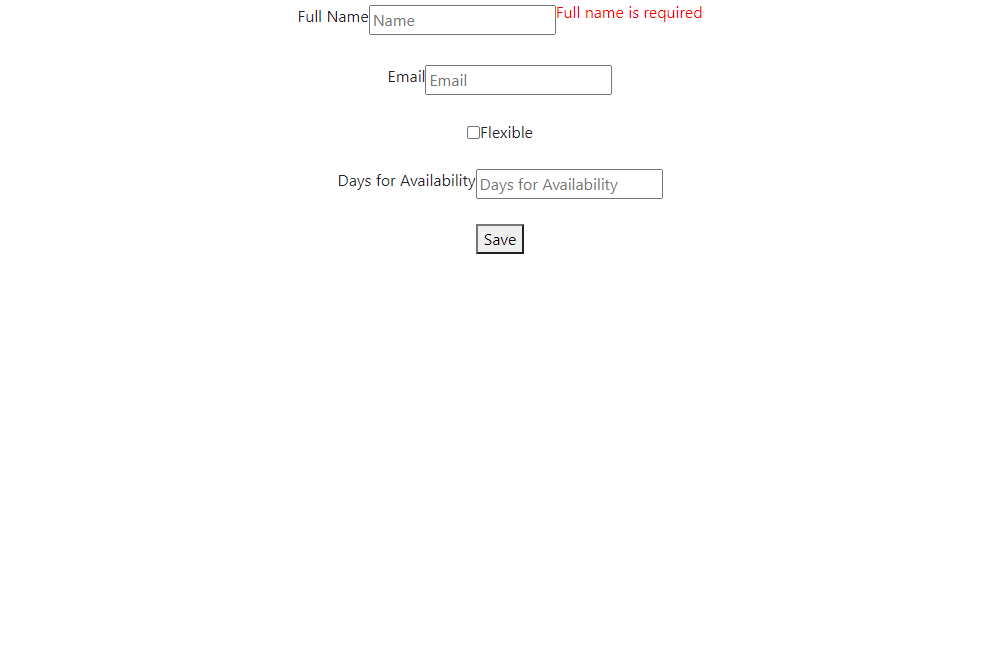 Full Name Name Full name is required
Email Email
Flexible
Days for Availability Days for Availability
Save